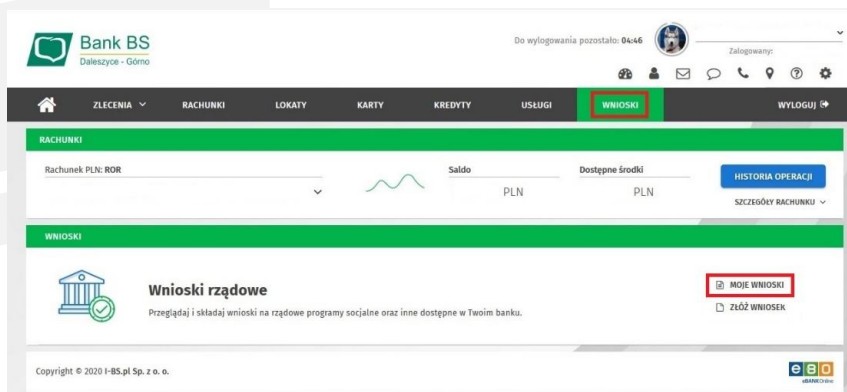 Bank BS
Daleszyce - Górno
Do wylogowania pozostało: 04:46
Zalogowany:
ZLECENIA
RACHUNKI
LOKATY
KARTY
KREDYTY
USŁUGI
WNIOSKI
WYLOGUJ
RACHUNKI
Rachunek PLN: ROR
Saldo
PLN
Dostępne środki
PLN
HISTORIA OPERACJI
SZCZEGÓŁY RACHUNKU
WNIOSKI
Wnioski rządowe
Przeglądaj i składaj wnioski na rządowe programy socjalne oraz inne dostępne w Twoim banku.
MOJE WNIOSKI
ZŁÓŻ WNIOSEK
Copyright © 2020 I-BS.pl Sp. z o. o.
eBO
eBANK Online